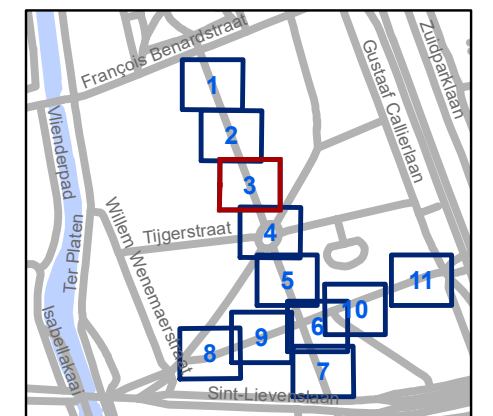 François Benardstraat
Zuidparklaan
Gustaaf Callierlaan
1
2
Vlienderpad
3
Willem Wenemaerstraat
Tijgerstraat
4
Ter Platen
5
11
Isabellakaai
10
6
9
8
7
Sint-Lievenslaan